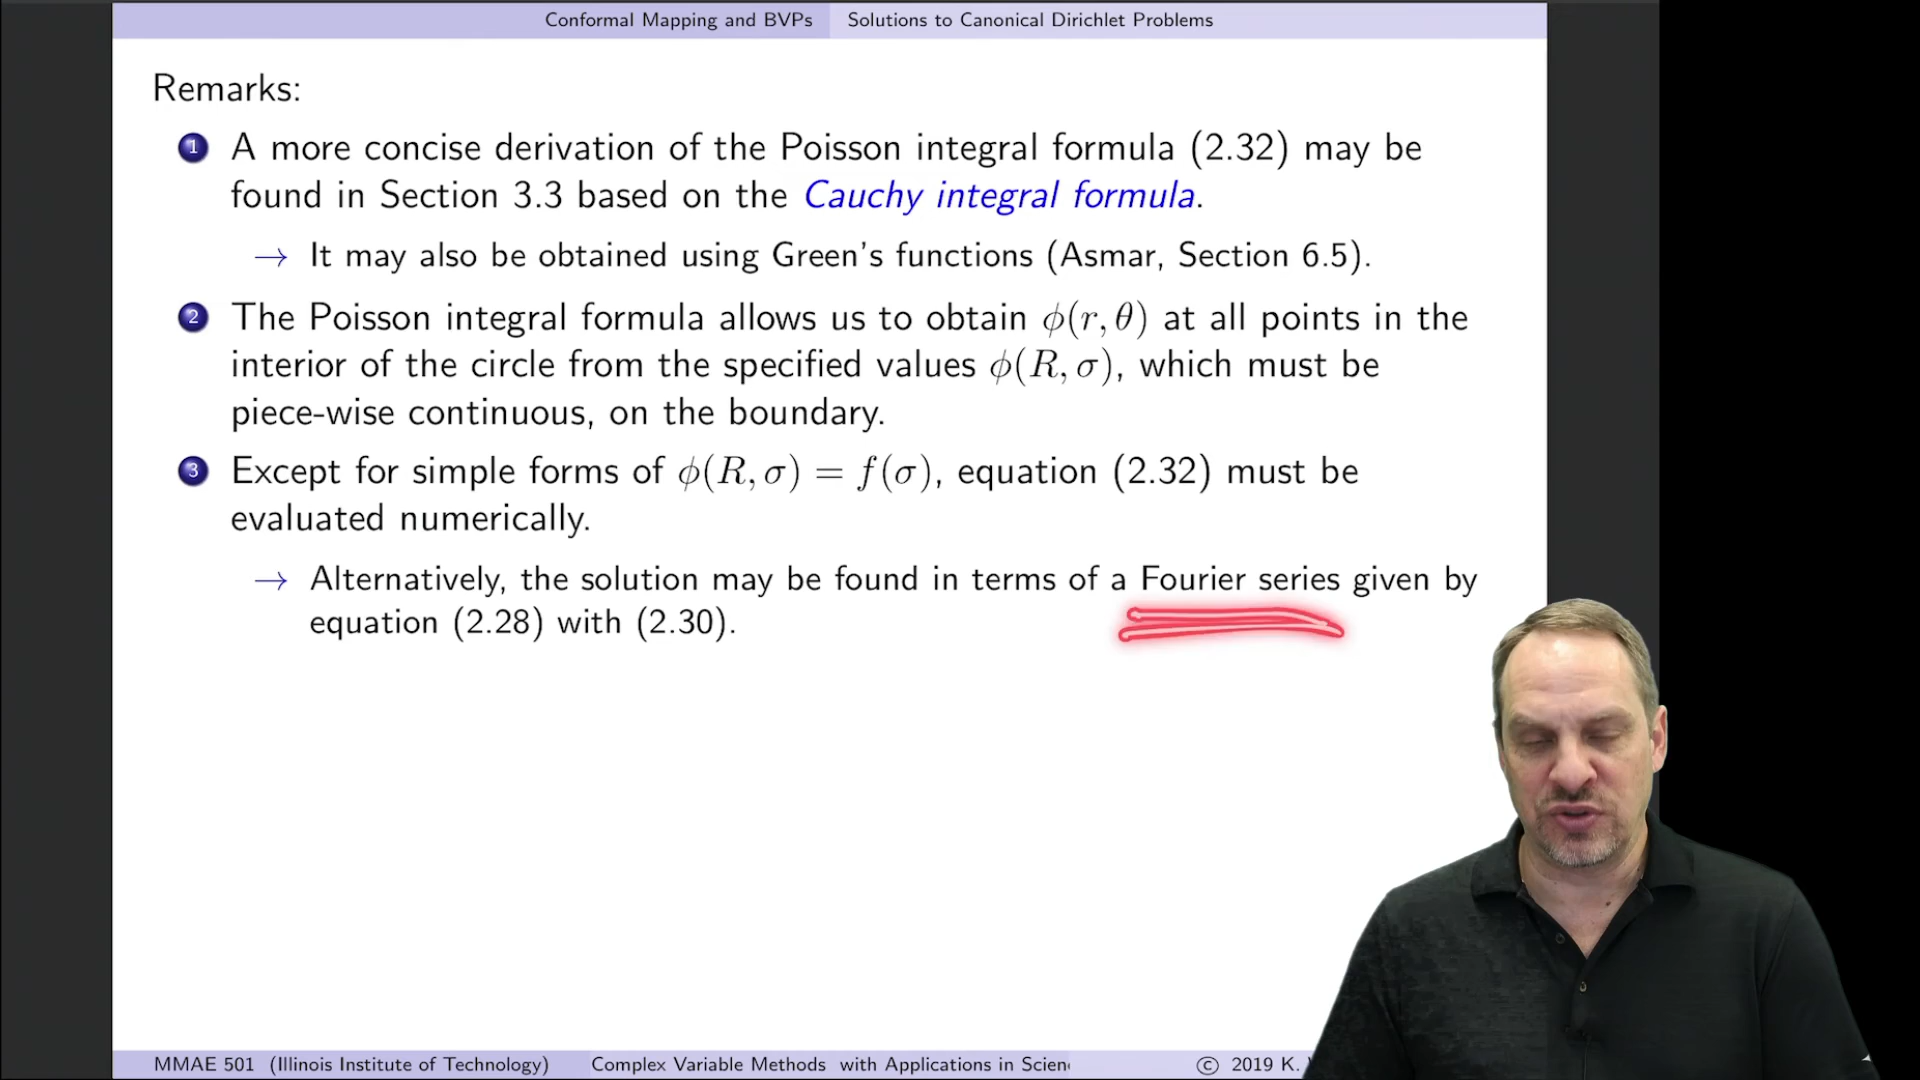 Conformal Mapping and BVPs Solutions to Canonical Dirichlet Problems
Remarks:
1 A more concise derivation of the Poisson integral formula (2.32) may be
found in Section 3.3 based on the Cauchy integral formula.
→ It may also be obtained using Green's functions (Asmar, Section 6.5).
2 The Poisson integral formula allows us to obtain ϕ(r, θ) at all points in the
interior of the circle from the specified values ϕ(R, σ), which must be
piece-wise continuous, on the boundary.
3 Except for simple forms of ϕ(R, σ) = f(σ), equation (2.32) must be
evaluated numerically.
→ Alternatively, the solution may be found in terms of a Fourier series given by
equation (2.28) with (2.30).
MMAE 501 (Illinois Institute of Technology) Complex Variable Methods with Applications in Scien © 2019 K.